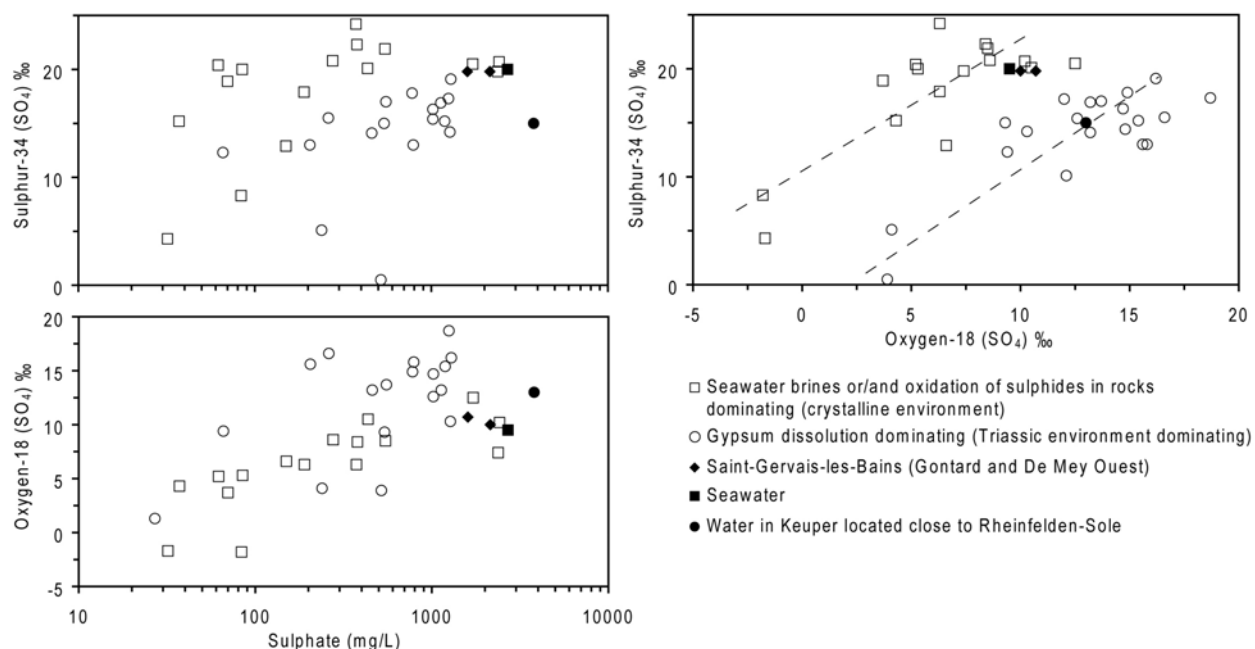 Sulphur-34 (SO4) ‰
20
10
0
Oxygen-18 (SO4) ‰
20
15
10
5
0
-5
10
100
1000
10000
Sulphate (mg/L)
Sulphur-34 (SO4) ‰
20
10
0
-5
0
5
10
15
20
Oxygen-18 (SO4) ‰
Seawater brines or/and oxidation of sulphides in rocks
dominating (crystalline environment)
Gypsum dissolution dominating (Triassic environment dominating)
Saint-Gervais-les-Bains (Gontard and De Mey Ouest)
Seawater
Water in Keuper located close to Rheinfelden-Sole